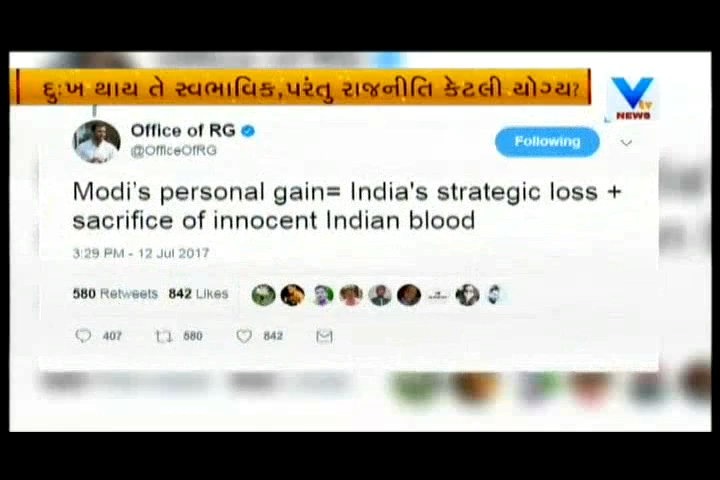 દુઃખ થાય તે સ્વભાવિક,પરંતુ રાજનીતિ કેટલી યોગ્ય?
Vtv
NEWS
Office of RG
@OfficeOfRG
Following
Modi's personal gain= India's strategic loss +
sacrifice of innocent Indian blood
3:29 PM - 12 Jul 2017
580 Retweets 842 Likes
407 580 842